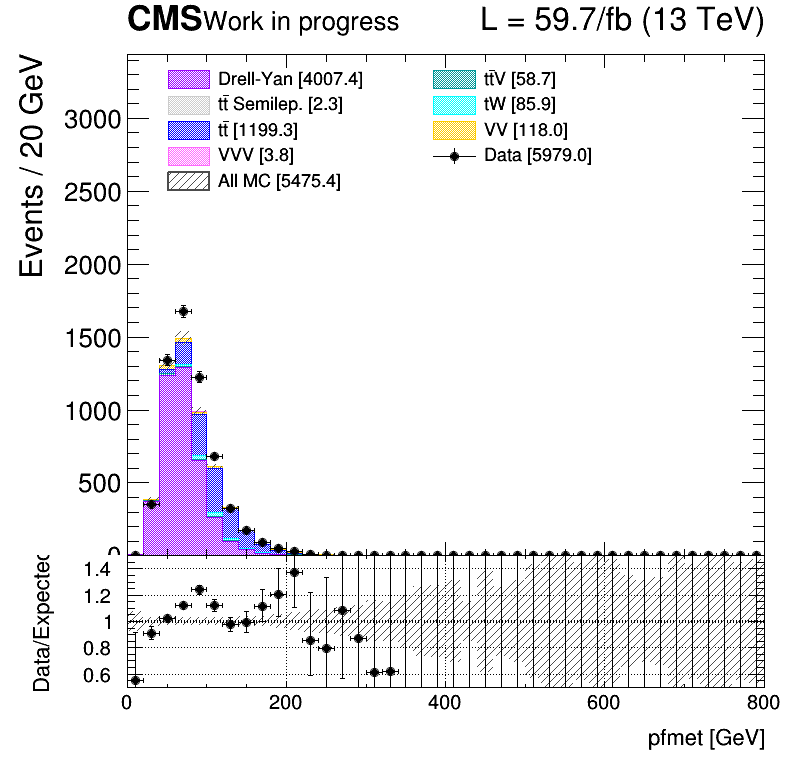 CMS Work in progress L = 59.7/fb (13 TeV)
Events / 20 GeV
Drell-Yan [4007.4]
tt̄ Semilep. [2.3]
tt̄ [1199.3]
VVV [3.8]
All MC [5475.4]
tt̄V [58.7]
tW [85.9]
VV [118.0]
Data [5979.0]
3000
2500
2000
1500
1000
500
0
Data/Expected
1.4
1.2
1
0.8
0.6
0 200 400 600 800
pfmet [GeV]